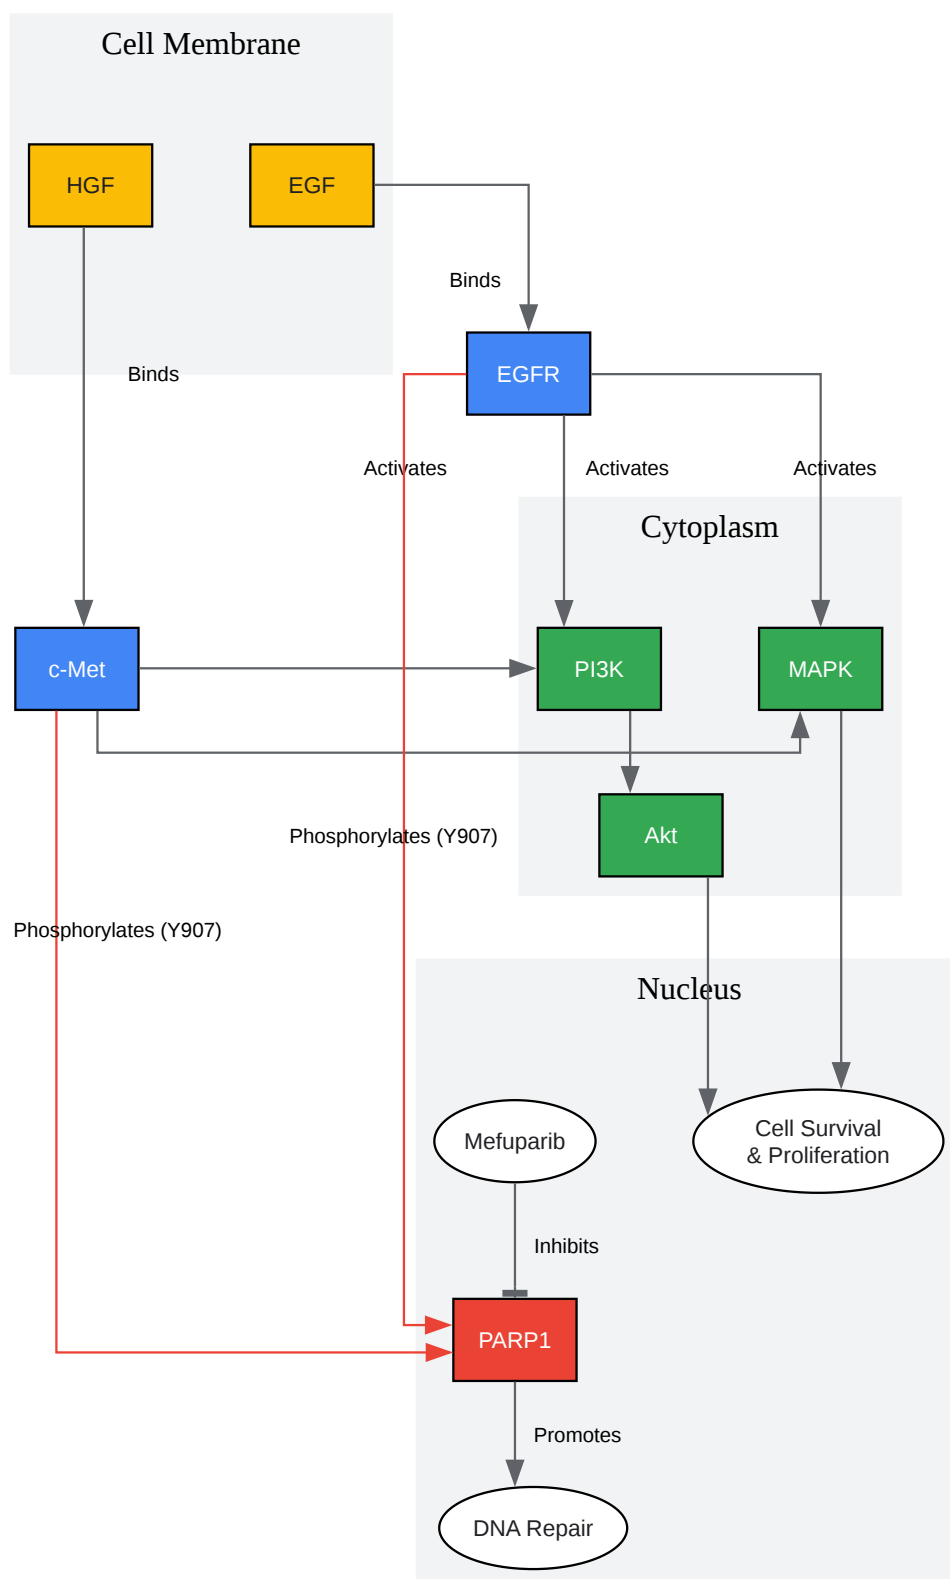 Cell Membrane
HGF
EGF
Binds
Binds
EGFR
Activates
Activates
Activates
Cytoplasm
c-Met
PI3K
MAPK
Akt
Phosphorylates (Y907)
Phosphorylates (Y907)
Nucleus
Mefuparib
Cell Survival
& Proliferation
Inhibits
PARP1
Promotes
DNA Repair